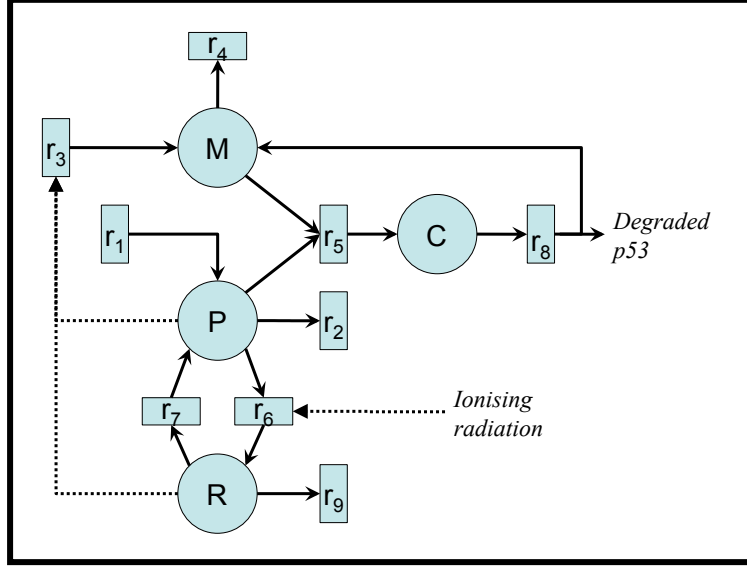 r4
r3
M
r1
r5
C
r8
Degraded
p53
P
r2
r7
r6
Ionising
radiation
R
r9